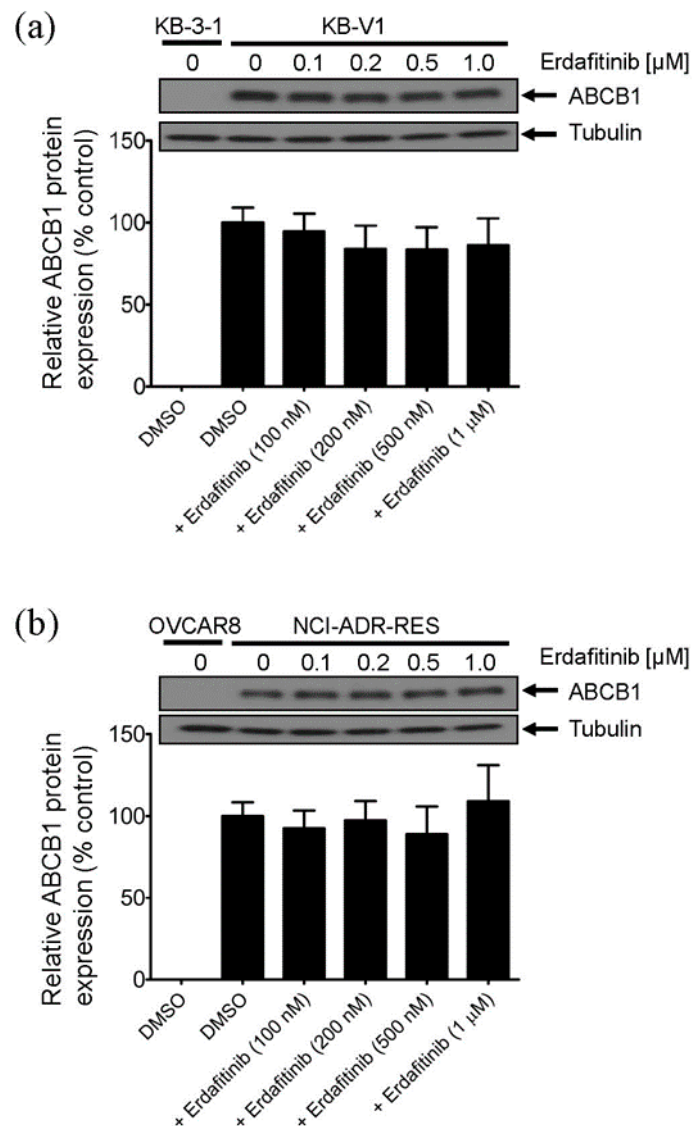 (a)
KB-3-1 KB-V1
0 0 0.1 0.2 0.5 1.0 Erdafitinib [µM]
ABCB1
Tubulin
Relative ABCB1 protein
expression (% control)
150
100
50
0
DMSO
DMSO
+ Erdafitinib (100 nM)
+ Erdafitinib (200 nM)
+ Erdafitinib (500 nM)
+ Erdafitinib (1 µM)
(b)
OVCAR8 NCI-ADR-RES
0 0 0.1 0.2 0.5 1.0 Erdafitinib [µM]
ABCB1
Tubulin
Relative ABCB1 protein
expression (% control)
150
100
50
0
DMSO
DMSO
+ Erdafitinib (100 nM)
+ Erdafitinib (200 nM)
+ Erdafitinib (500 nM)
+ Erdafitinib (1 µM)